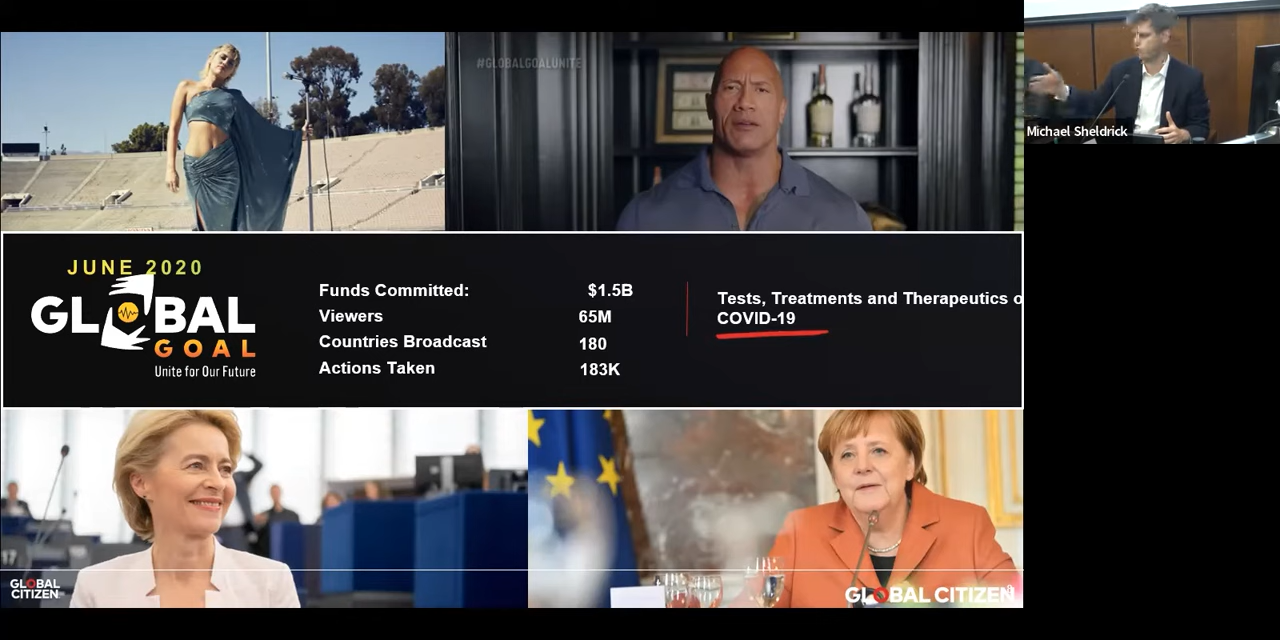 #GLOBALGOALUNITE
Michael Sheldrick
JUNE 2020
GLOBAL
GOAL
Unite for Our Future
Funds Committed: $1.5B
Viewers 65M
Countries Broadcast 180
Actions Taken 183K
Tests, Treatments and Therapeutics o
COVID-19
17
GLOBAL
CITIZEN
GLOBAL CITIZEN